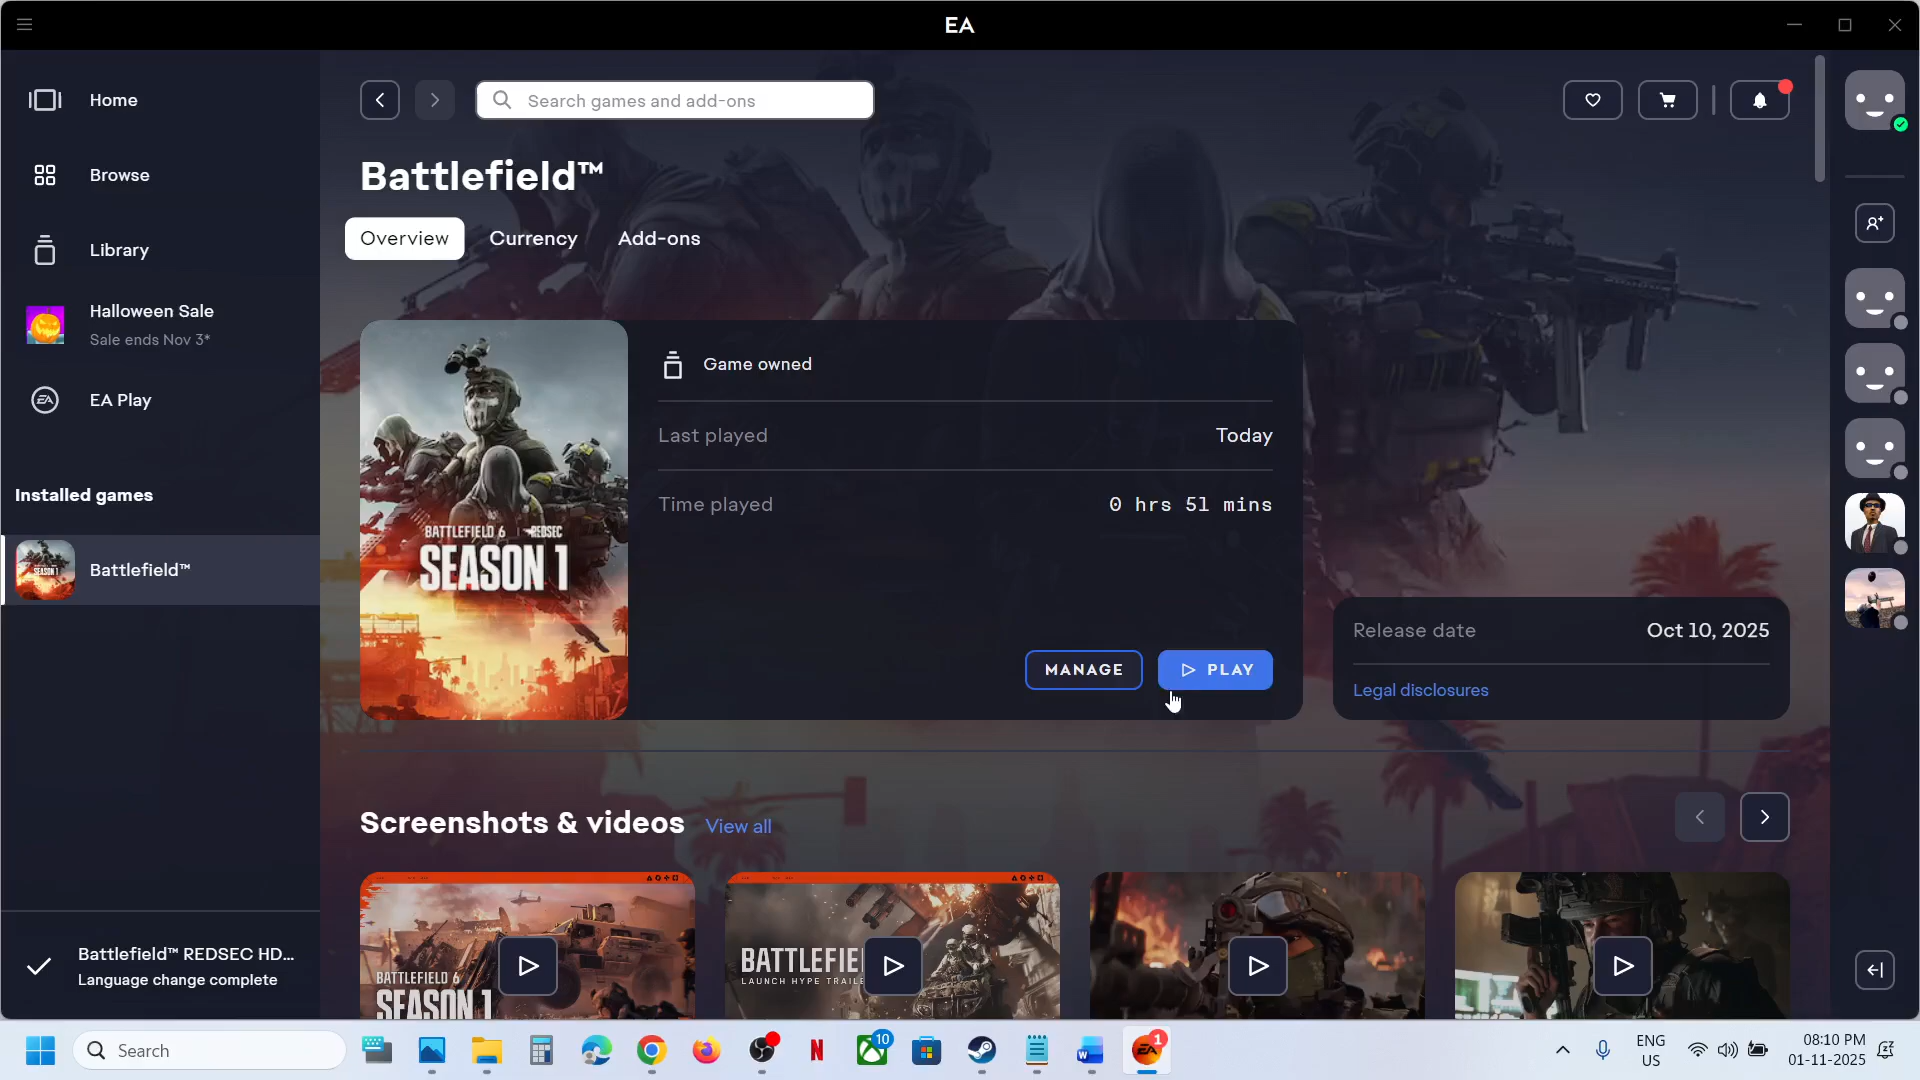 EA
Home
Browse
Library
Halloween Sale
Sale ends Nov 3*
EA Play
Installed games
Battlefield™
Battlefield™ REDSEC HD...
Language change complete
Search games and add-ons
Battlefield™
Overview
Currency
Add-ons
BATTLEFIELD 6 REDSEC
SEASON 1
Game owned
Last played
Today
Time played
0 hrs 51 mins
MANAGE
PLAY
Release date
Oct 10, 2025
Legal disclosures
Screenshots & videos
View all
BATTLEFIELD 6
SEASON 1
BATTLEFIE
LAUNCH HYPE TRAILE
Search
10
1
ENG
US
08:10 PM
01-11-2025